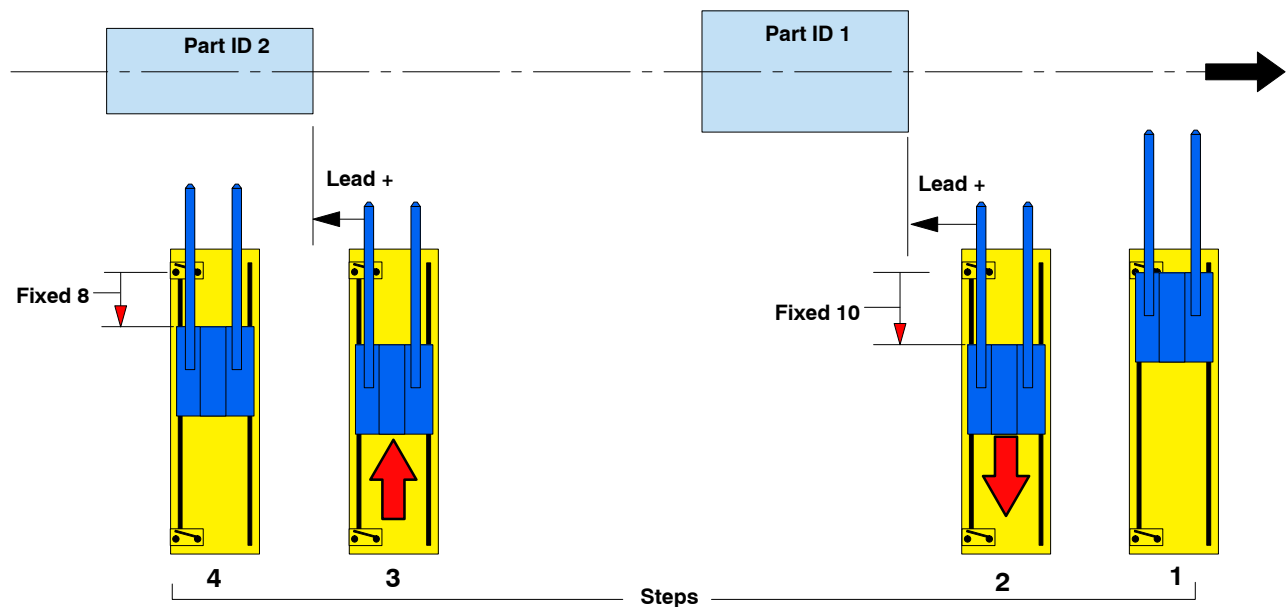 Part ID 2
Part ID 1
Lead +
Lead +
Fixed 8
Fixed 10
4
3
2
1
Steps